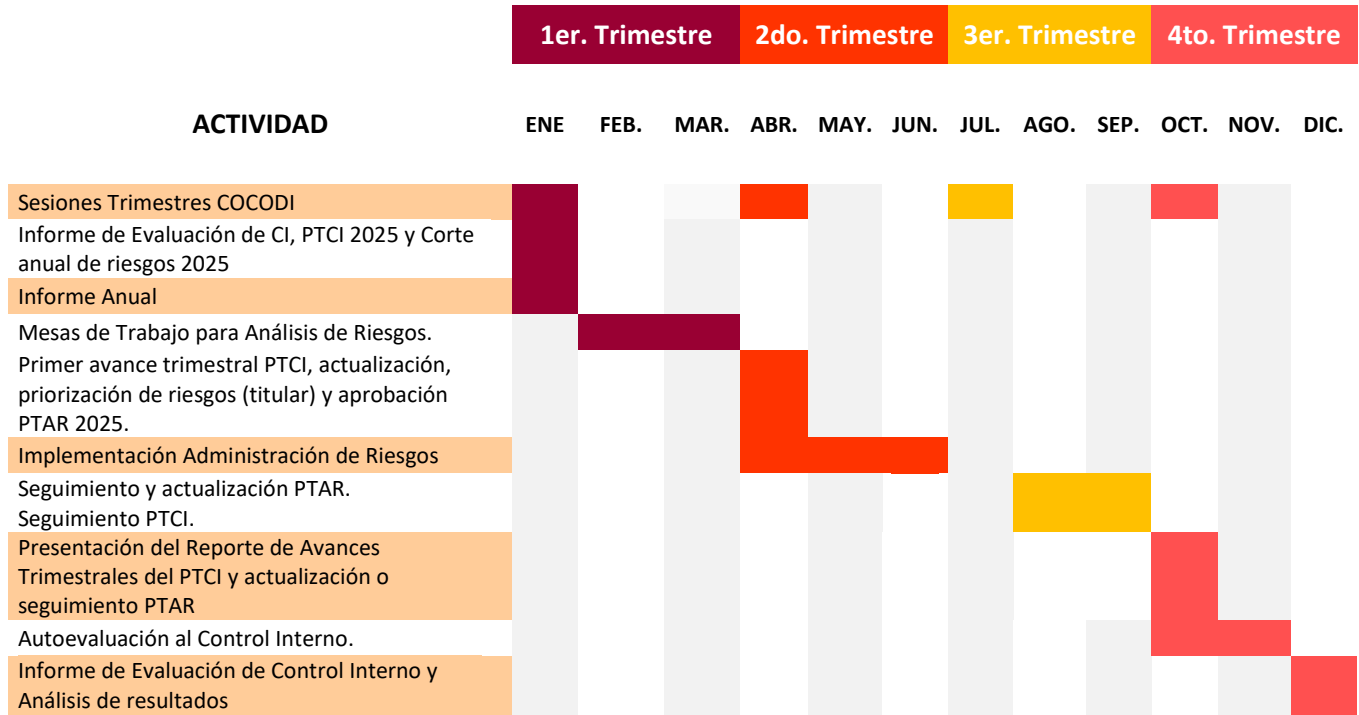 1er. Trimestre 2do. Trimestre 3er. Trimestre 4to. Trimestre
ACTIVIDAD ENE FEB. MAR. ABR. MAY. JUN. JUL. AGO. SEP. OCT. NOV. DIC.
Sesiones Trimestres COCODI
Informe de Evaluación de CI, PTCI 2025 y Corte
anual de riesgos 2025
Informe Anual
Mesas de Trabajo para Análisis de Riesgos.
Primer avance trimestral PTCI, actualización,
priorización de riesgos (titular) y aprobación
PTAR 2025.
Implementación Administración de Riesgos
Seguimiento y actualización PTAR.
Seguimiento PTCI.
Presentación del Reporte de Avances
Trimestrales del PTCI y actualización o
seguimiento PTAR
Autoevaluación al Control Interno.
Informe de Evaluación de Control Interno y
Análisis de resultados